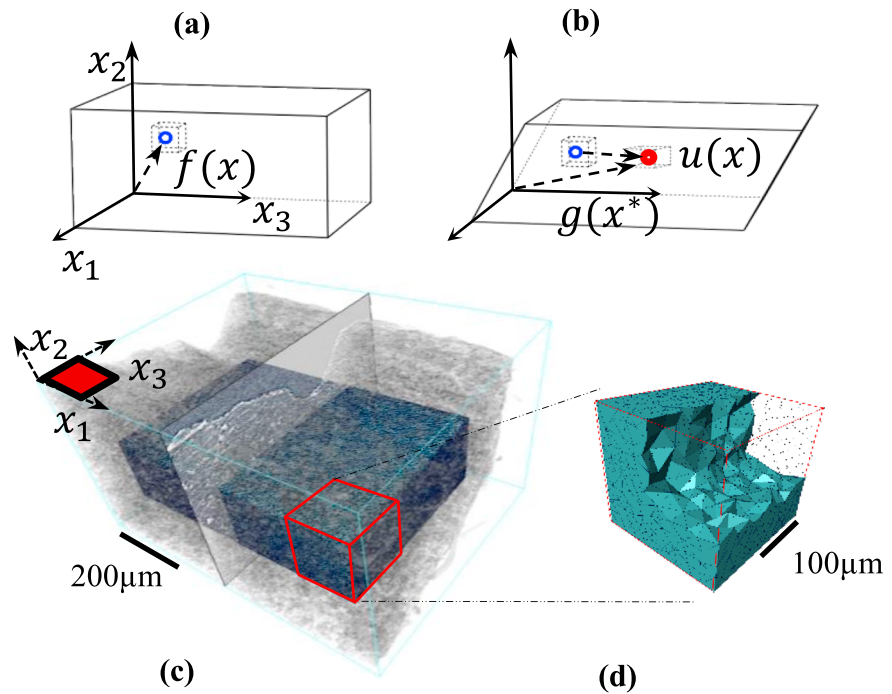 (a)
(b)
x₂
f(x)
x₃
x₁
u(x)
g(x*)
x₂
x₃
x₁
200µm
100µm
(c)
(d)